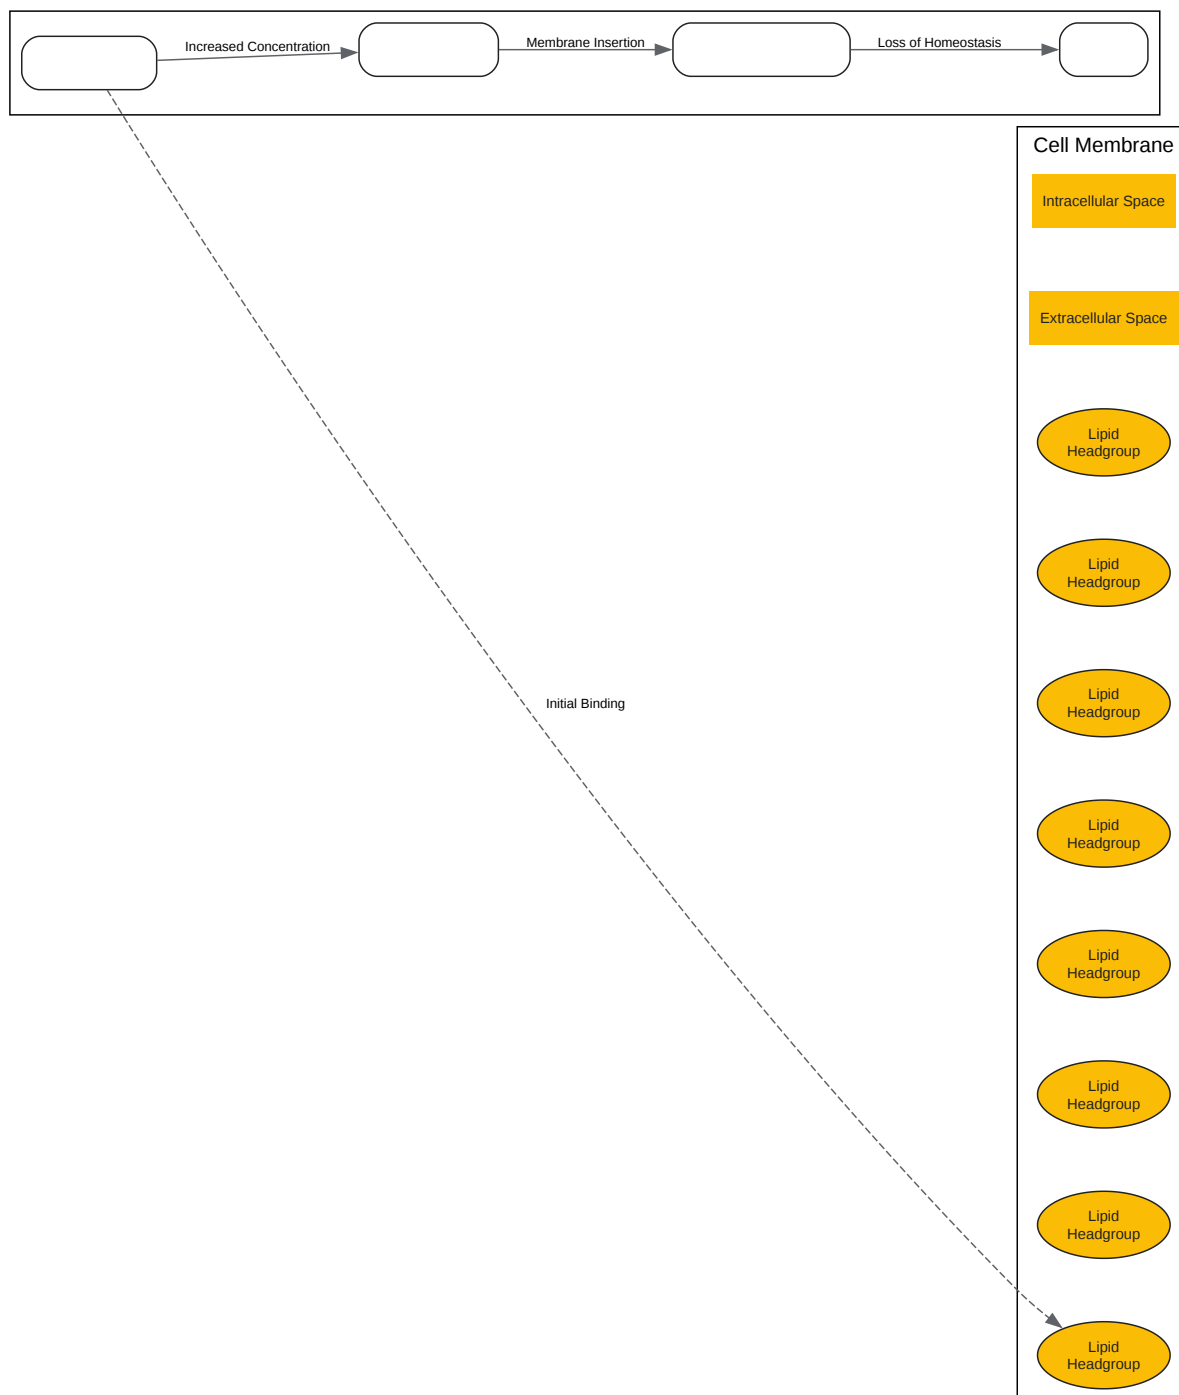 Increased Concentration
Membrane Insertion
Loss of Homeostasis
Cell Membrane
Intracellular Space
Extracellular Space
Lipid
Headgroup
Lipid
Headgroup
Lipid
Headgroup
Initial Binding
Lipid
Headgroup
Lipid
Headgroup
Lipid
Headgroup
Lipid
Headgroup
Lipid
Headgroup